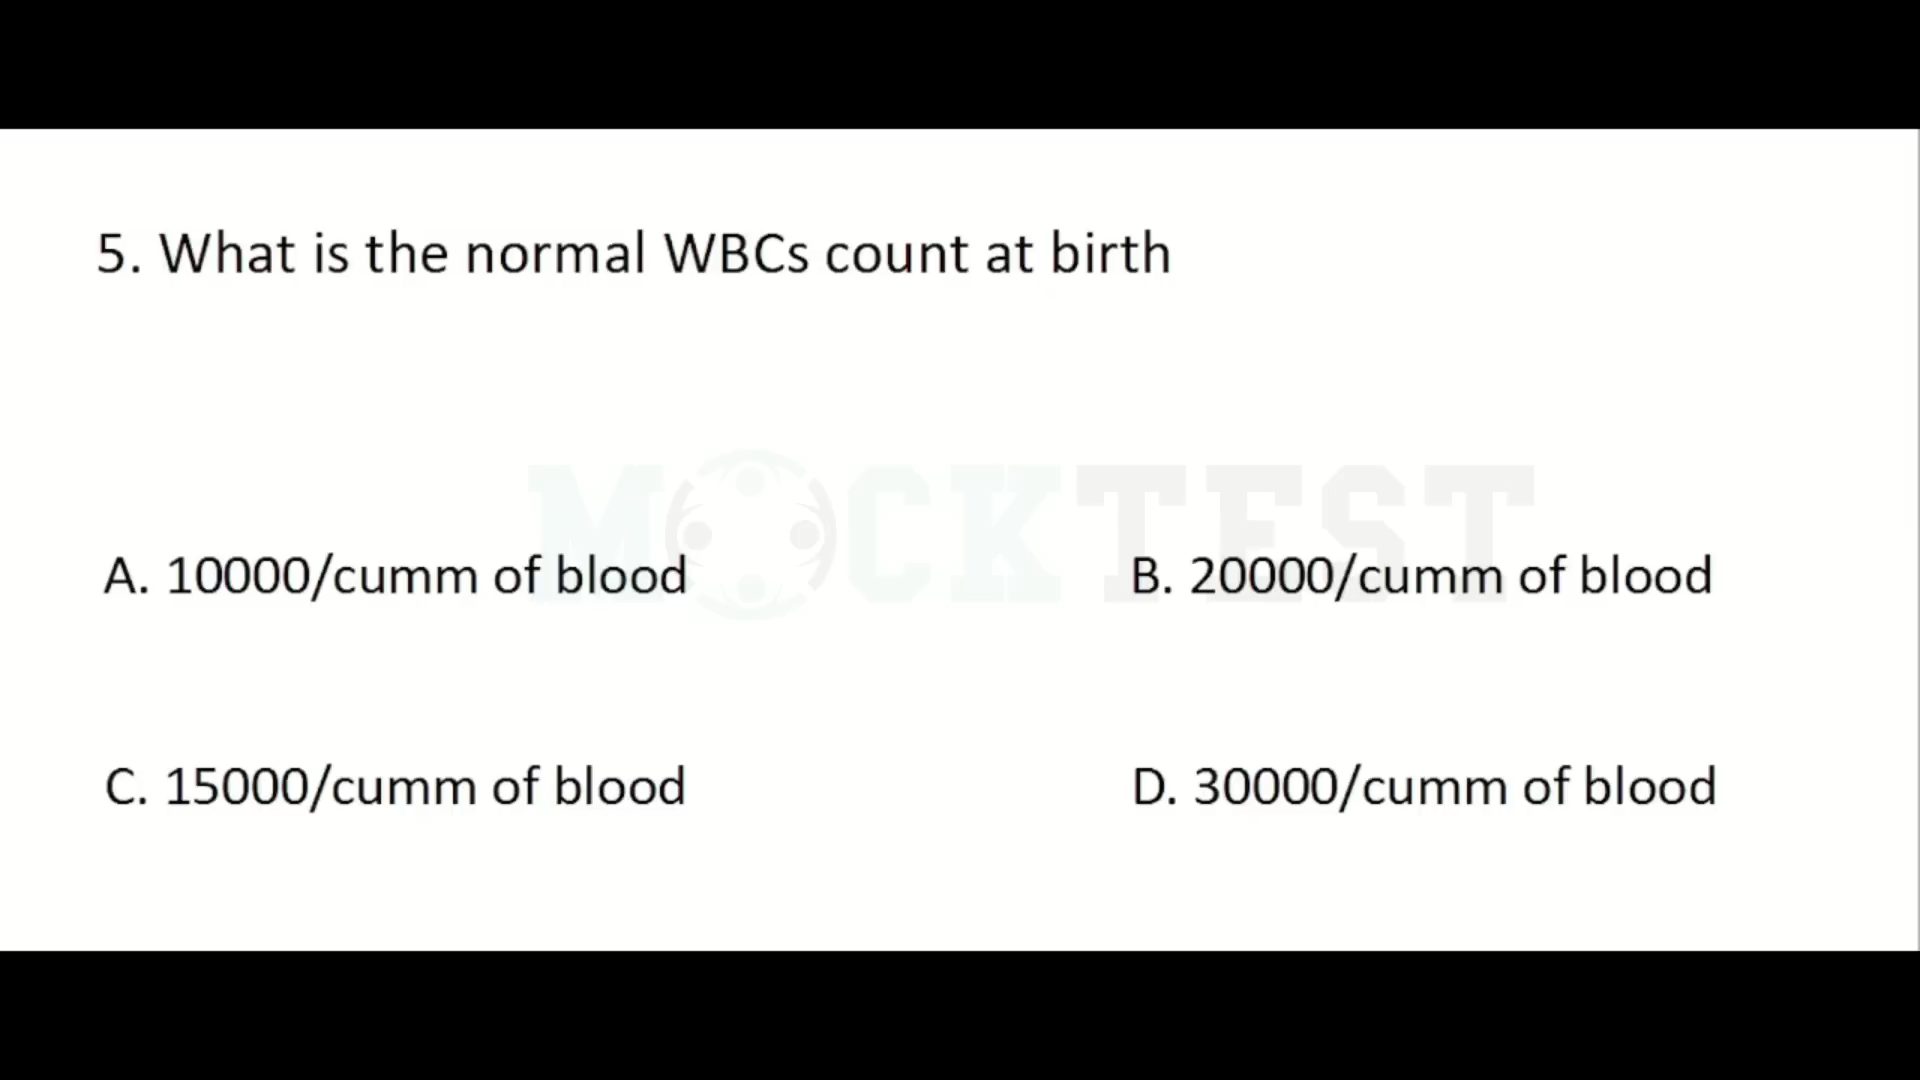 5. What is the normal WBCs count at birth
MOCKTEST
A. 10000/cumm of blood
B. 20000/cumm of blood
C. 15000/cumm of blood
D. 30000/cumm of blood